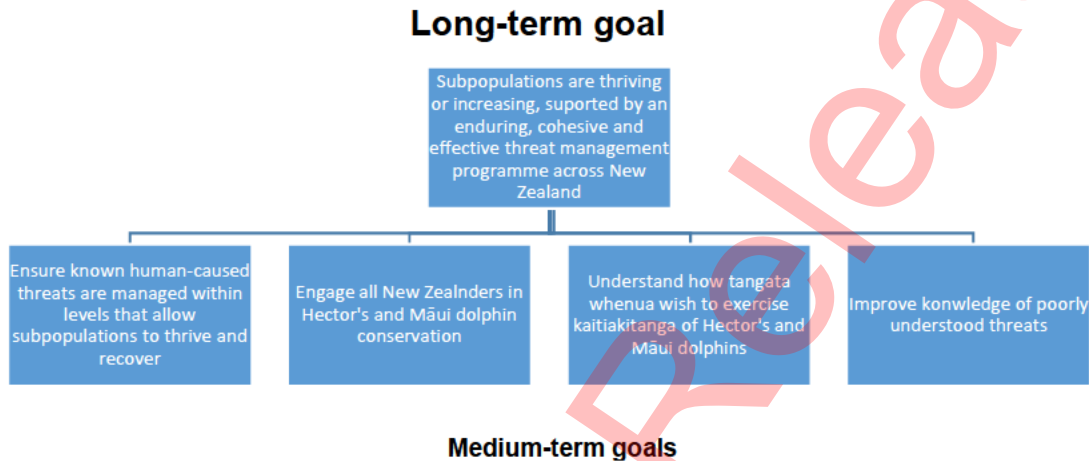 Long-term goal
Subpopulations are thriving
or increasing, suported by an
enduring, cohesive and
effective threat management
programme across New
Zealand
Ensure known human-caused
threats are managed within
levels that allow
subpopulations to thrive and
recover
Engage all New Zealnders in
Hector's and Māui dolphin
conservation
Understand how tangata
whenua wish to exercise
kaitiakitanga of Hector's and
Māui dolphins
Improve konwledge of poorly
understood threats
Medium-term goals
Relea